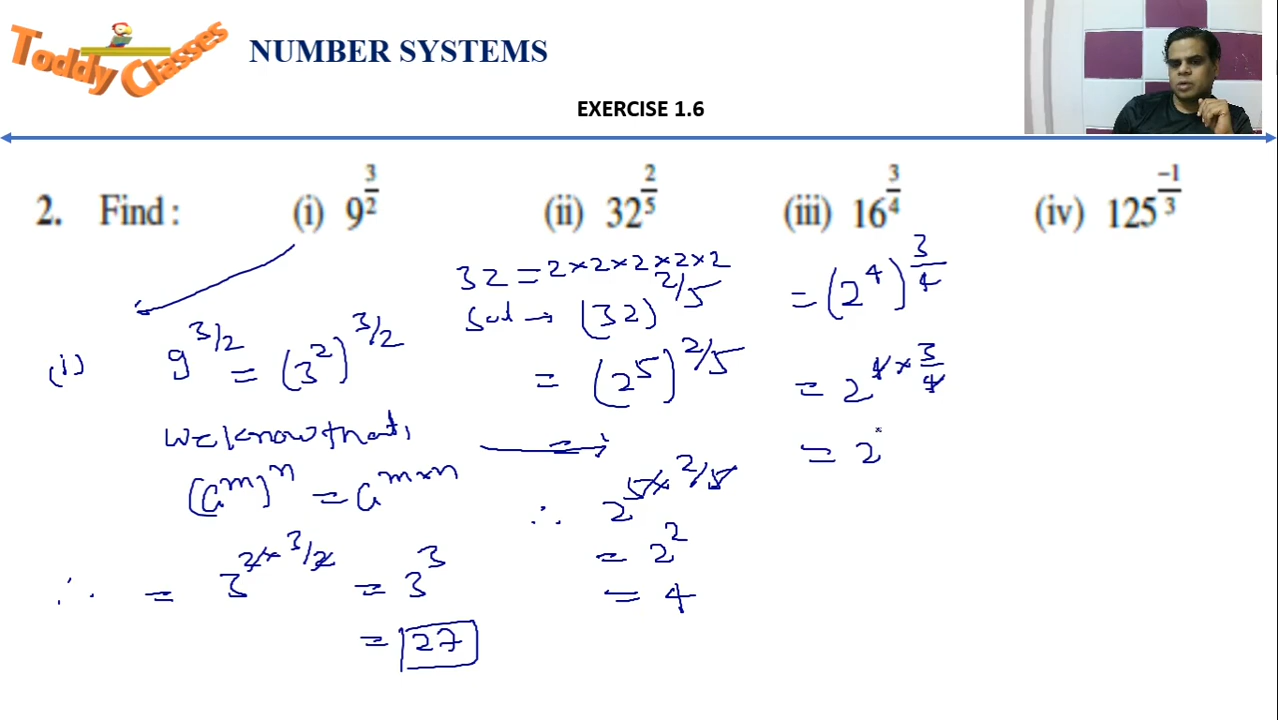 Toddy Classes
NUMBER SYSTEMS
EXERCISE 1.6
2. Find : (i) 9^(3/2) (ii) 32^(2/5) (iii) 16^(3/4) (iv) 125^(-1/3)
(i) 9^(3/2) = (3^2)^(3/2)
We know that,
(a^m)^n = a^(m×n)
∴ = 3^(2×3/2) = 3^3
= 27
32 = 2×2×2×2×2
Sol → (32)^(2/5)
= (2^5)^(2/5)
=
∴ 2^(5×2/5)
= 2^2
= 4
= (2^4)^(3/4)
= 2^(4×3/4)
= 2